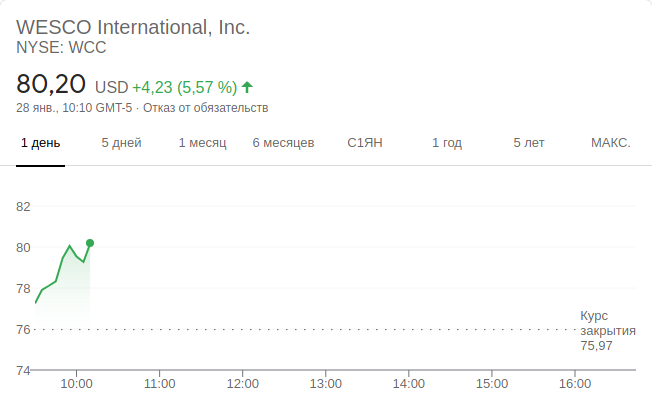 WESCO International, Inc.
NYSE: WCC
80,20 USD +4,23 (5,57 %)
28 янв., 10:10 GMT-5 · Отказ от обязательств
1 день 5 дней 1 месяц 6 месяцев С1ЯН 1 год 5 лет МАКС.
82
80
78
Курс
76 закрытия
75,97
74
10:00 11:00 12:00 13:00 14:00 15:00 16:00